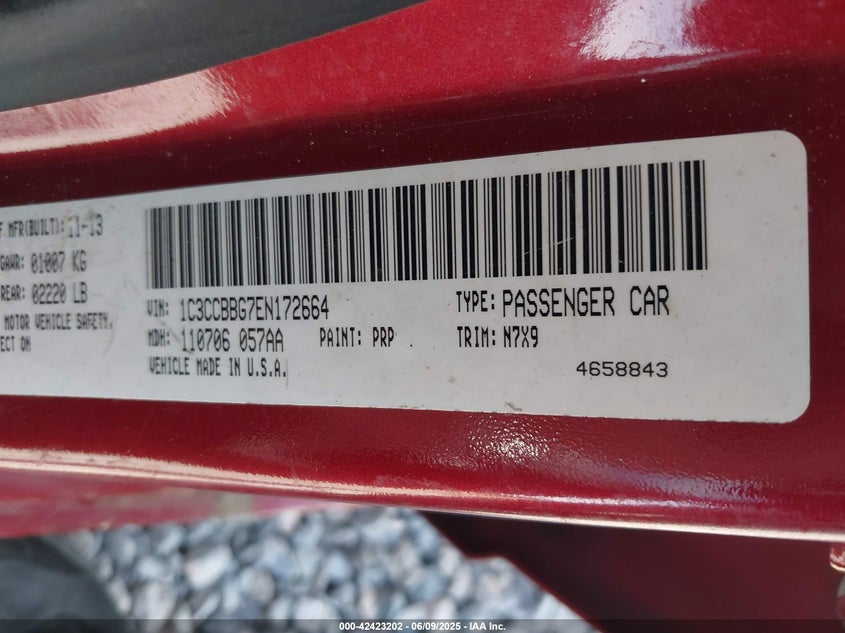 F MFR(BUILT): 11-13
GAWR: 01007 KG
REAR: 02220 LB
MOTOR VEHICLE SAFETY.
ECT ON
VIN: 1C3CCBBG7EN172664
TYPE: PASSENGER CAR
MDH: 110706 057AA
PAINT: PRP
TRIM: N7X9
VEHICLE MADE IN U.S.A.
4658843
000-42423202 - 06/09/2025 - IAA Inc.